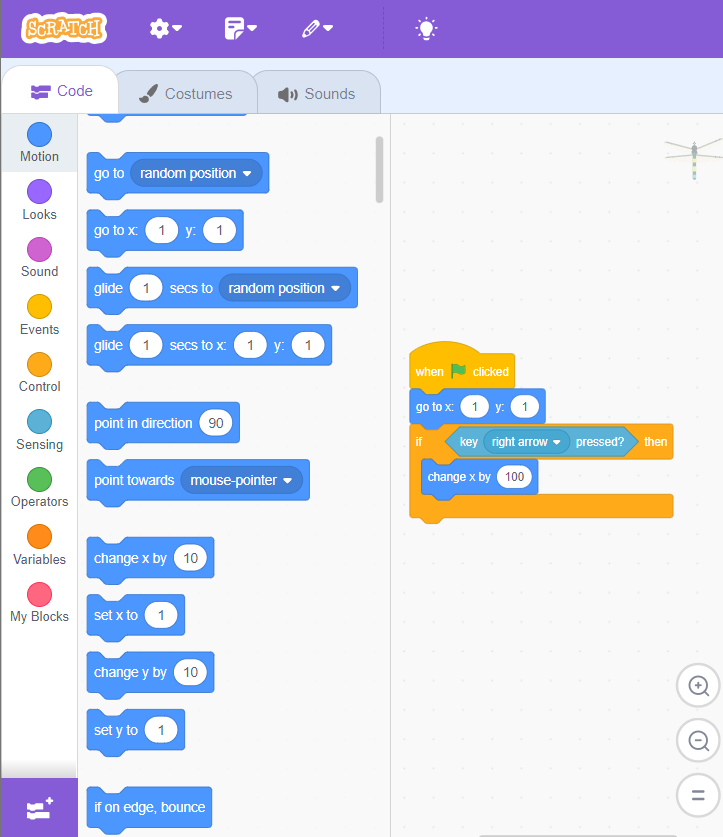 SCRATCH
Code
Costumes
Sounds
Motion
Looks
Sound
Events
Control
Sensing
Operators
Variables
My Blocks
go to random position
go to x: 1 y: 1
glide 1 secs to random position
glide 1 secs to x: 1 y: 1
point in direction 90
point towards mouse-pointer
change x by 10
set x to 1
change y by 10
set y to 1
if on edge, bounce
when clicked
go to x: 1 y: 1
if key right arrow pressed? then
change x by 100